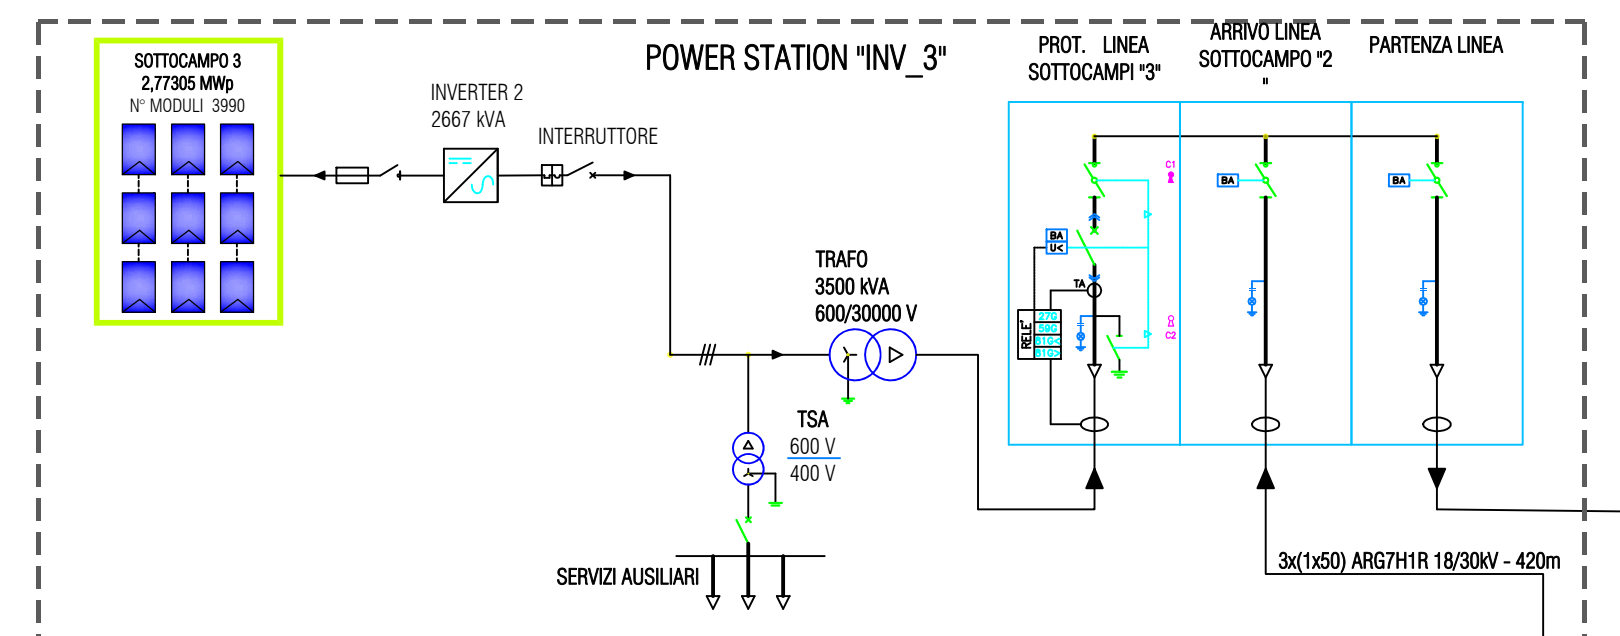 POWER STATION "INV_3"
SOTTOCAMPO 3
2,77305 MWp
N° MODULI 3990
INVERTER 2
2667 kVA
INTERRUTTORE
TRAFO
3500 kVA
600/30000 V
TSA
600 V
400 V
SERVIZI AUSILIARI
PROT. LINEA
SOTTOCAMPI "3"
ARRIVO LINEA
SOTTOCAMPO "2
"
PARTENZA LINEA
C1
BA
U<
TA
RELE'
27G
59G
81G<
81G>
C2
BA
BA
3x(1x50) ARG7H1R 18/30kV - 420m